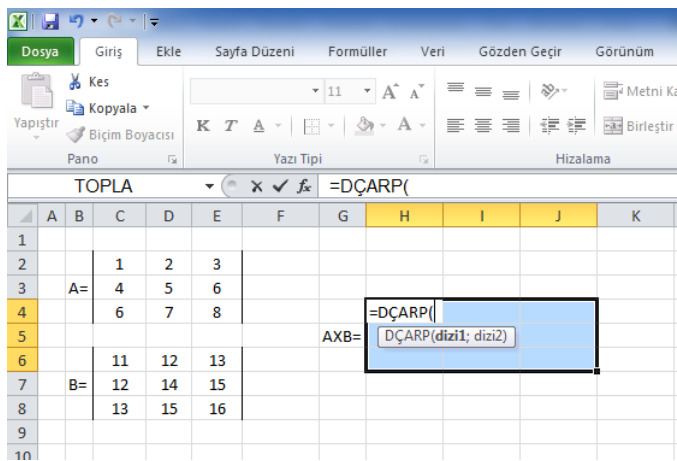 Dosya Giriş Ekle Sayfa Düzeni Formüller Veri Gözden Geçir Görünüm
Yapıştır
Kes
Kopyala
Biçim Boyacısı
Pano
11 A A
K T A A
Yazı Tipi
Metni Ka
Birleştir
Hizalama
TOPLA fx =DÇARP(
A B C D E F G H I J K
1
2 1 2 3
3 A= 4 5 6
4 6 7 8 =DÇARP(
5 AXB= DÇARP(dizi1; dizi2)
6 11 12 13
7 B= 12 14 15
8 13 15 16
9
10